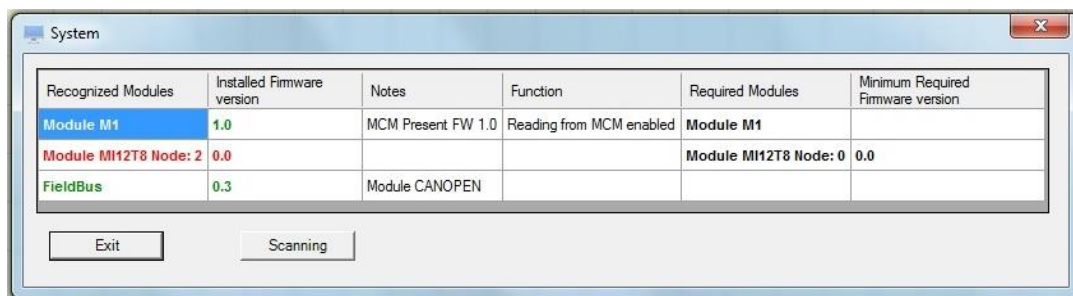 System
Recognized Modules Installed Firmware version Notes Function Required Modules Minimum Required Firmware version
Module M1 1.0 MCM Present FW 1.0 Reading from MCM enabled Module M1
Module MI12T8 Node: 2 0.0 Module MI12T8 Node: 0 0.0
FieldBus 0.3 Module CANOPEN
Exit Scanning